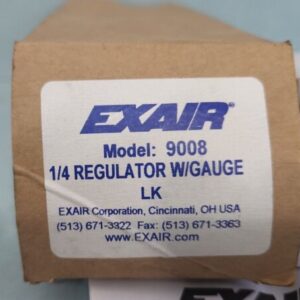 EXAIR®
Model: 9008
1/4 REGULATOR W/GAUGE
LK
EXAIR Corporation, Cincinnati, OH USA
(513) 671-3322 Fax: (513) 671-3363
www.EXAIR.com